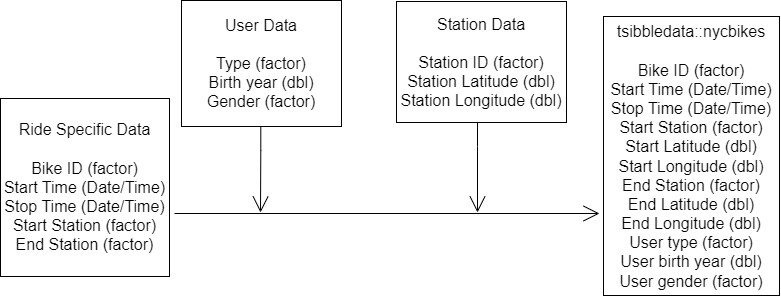 Ride Specific Data
Bike ID (factor)
Start Time (Date/Time)
Stop Time (Date/Time)
Start Station (factor)
End Station (factor)
User Data
Type (factor)
Birth year (dbl)
Gender (factor)
Station Data
Station ID (factor)
Station Latitude (dbl)
Station Longitude (dbl)
tsibbledata::nycbikes
Bike ID (factor)
Start Time (Date/Time)
Stop Time (Date/Time)
Start Station (factor)
Start Latitude (dbl)
Start Longitude (dbl)
End Station (factor)
End Latitude (dbl)
End Longitude (dbl)
User type (factor)
User birth year (dbl)
User gender (factor)